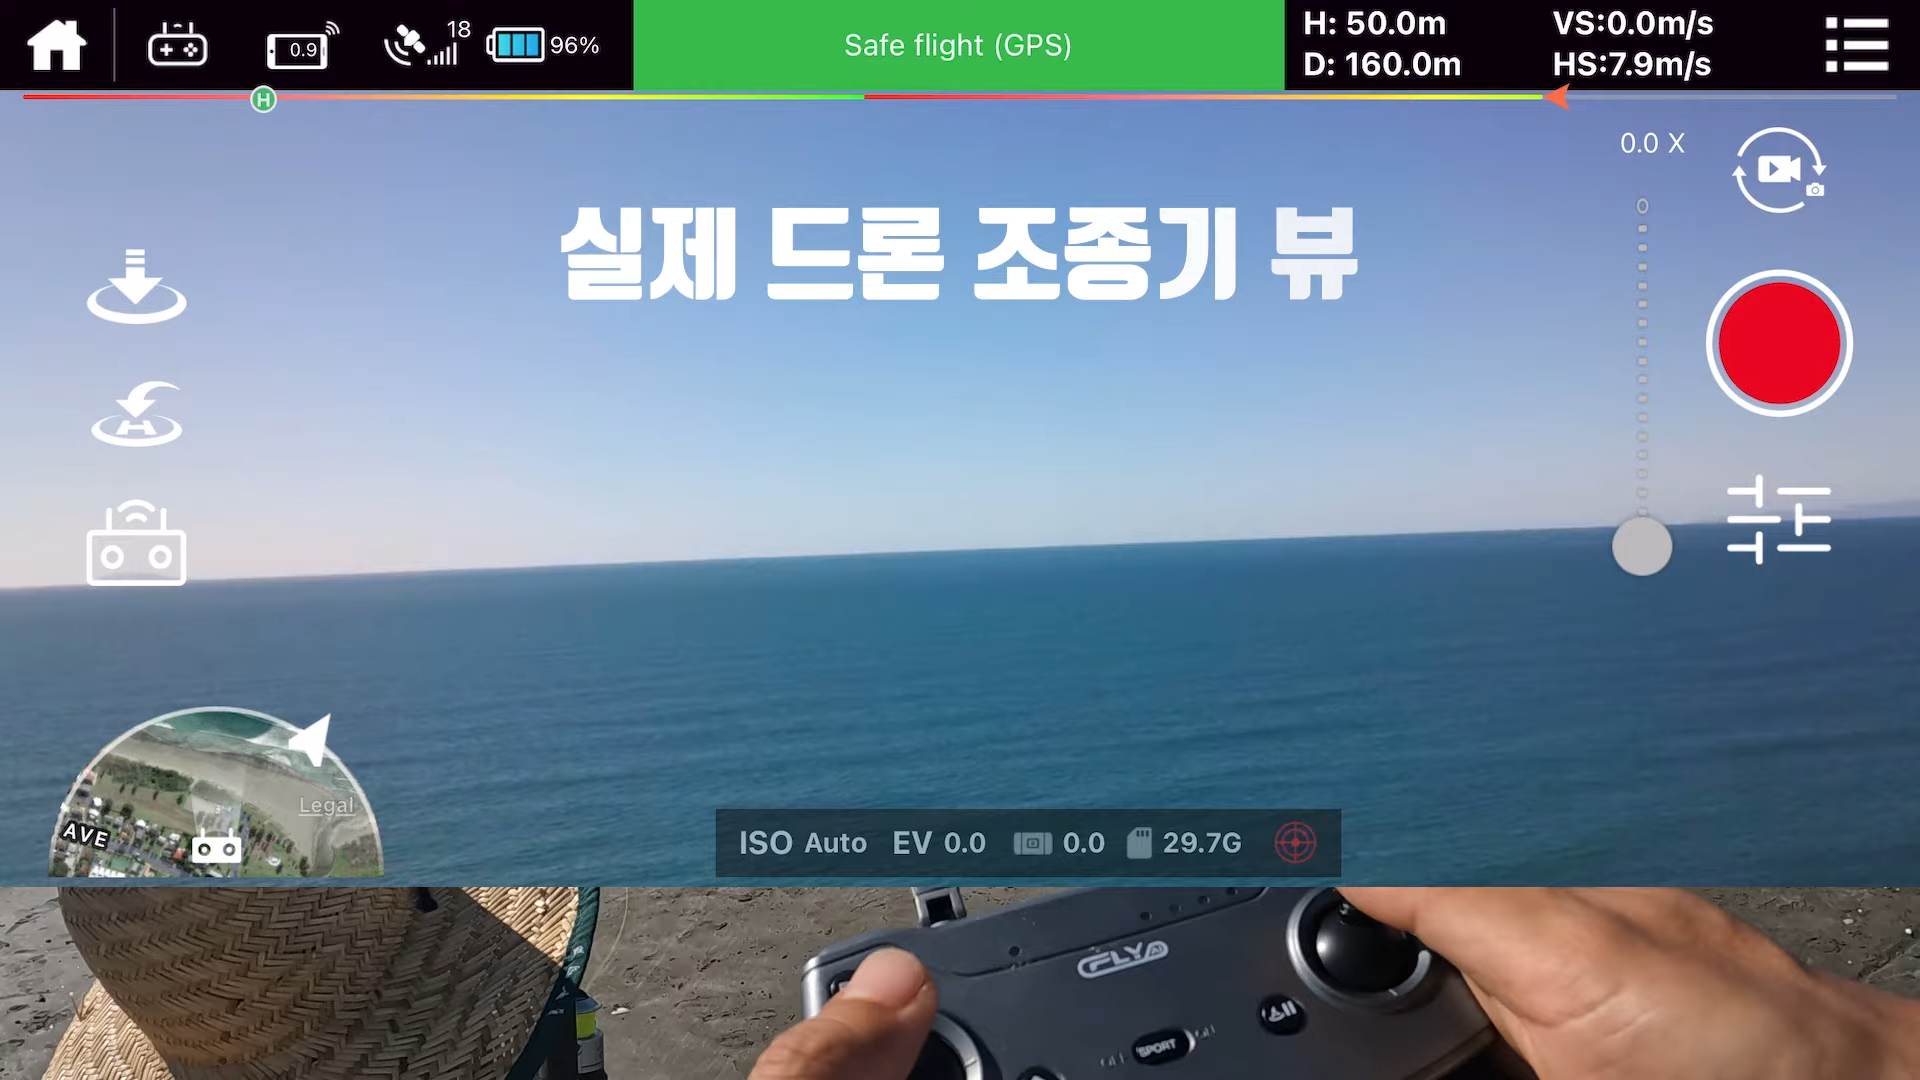 0.9
18
96%
Safe flight (GPS)
H: 50.0m
VS:0.0m/s
D: 160.0m
HS:7.9m/s
H
0.0 X
실제 드론 조종기 뷰
H
AVE
Legal
ISO Auto EV 0.0 0.0 29.7G
FLY
SPORT